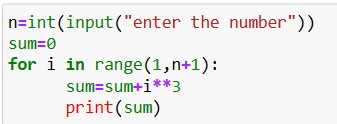 n=int(input("enter the number"))
sum=0
for i in range(1,n+1):
    sum=sum+i**3
    print(sum)